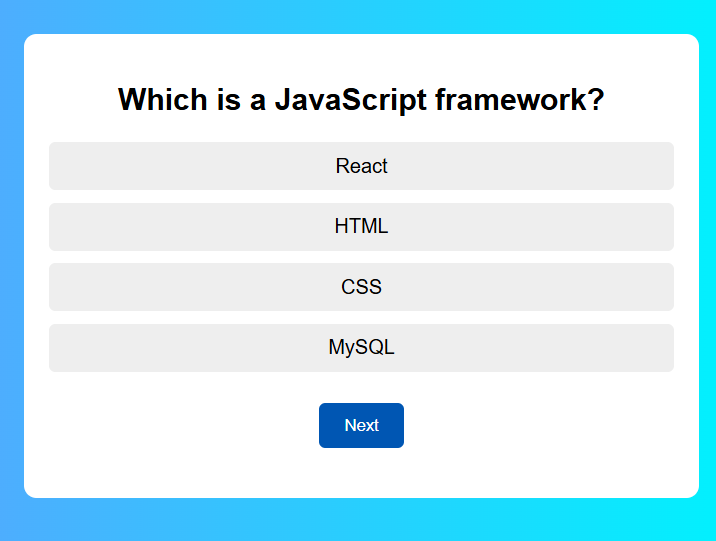 Which is a JavaScript framework?
React
HTML
CSS
MySQL
Next